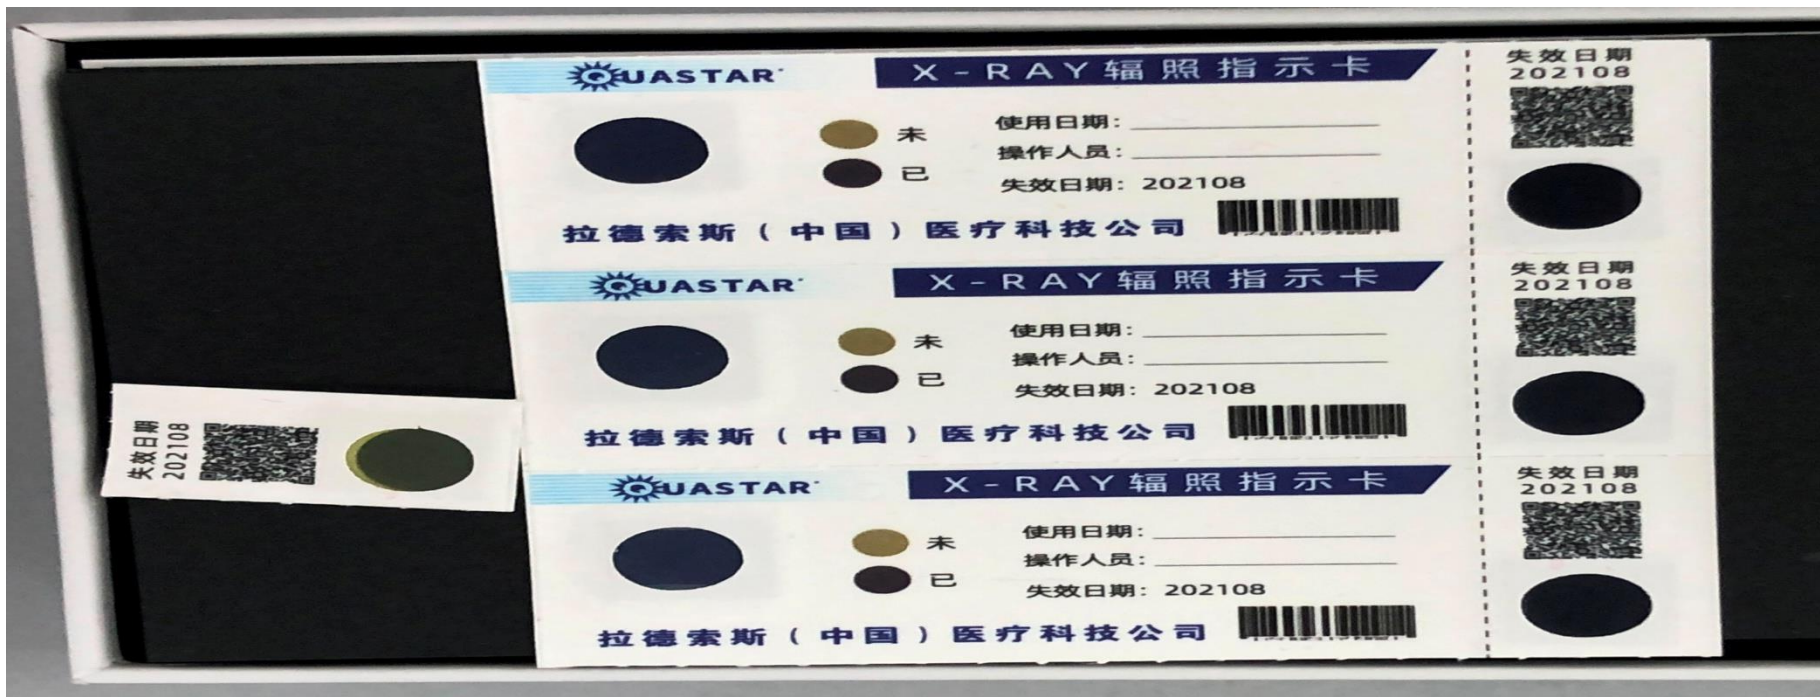 QUASTAR
X-RAY辐照指示卡
未
已
使用日期:
操作人员:
失效日期: 202108
拉德索斯(中国)医疗科技公司
失效日期
202108
QUASTAR
X-RAY辐照指示卡
未
已
使用日期:
操作人员:
失效日期: 202108
拉德索斯(中国)医疗科技公司
失效日期
202108
QUASTAR
X-RAY辐照指示卡
未
已
使用日期:
操作人员:
失效日期: 202108
拉德索斯(中国)医疗科技公司
失效日期
202108
失效日期
202108